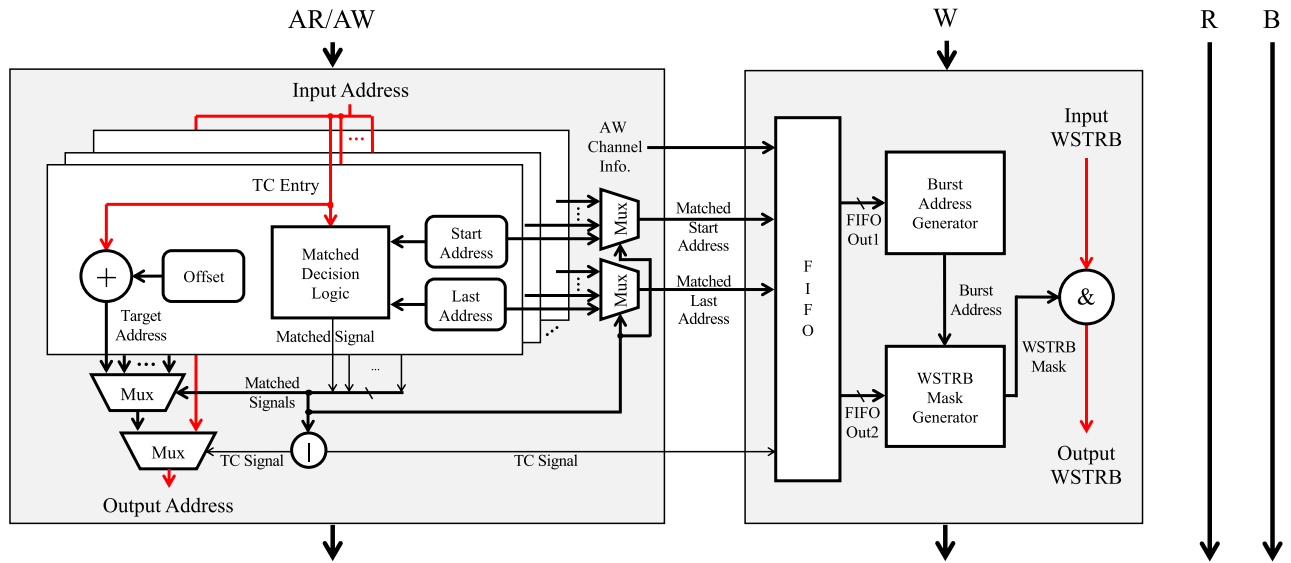 AR/AW
W
R
B
Input Address
...
AW
Channel
Info.
TC Entry
Input
WSTRB
Start
Address
Mux
Matched
Start
Address
FIFO
Out1
Burst
Address
Generator
+
Offset
Matched
Decision
Logic
Last
Address
Mux
Matched
Last
Address
F
I
F
O
Burst
Address
&
Target
Address
Matched Signal
...
...
...
WSTRB
Mask
Mux
Matched
Signals
FIFO
Out2
WSTRB
Mask
Generator
Mux
TC Signal
|
TC Signal
Output
WSTRB
Output Address